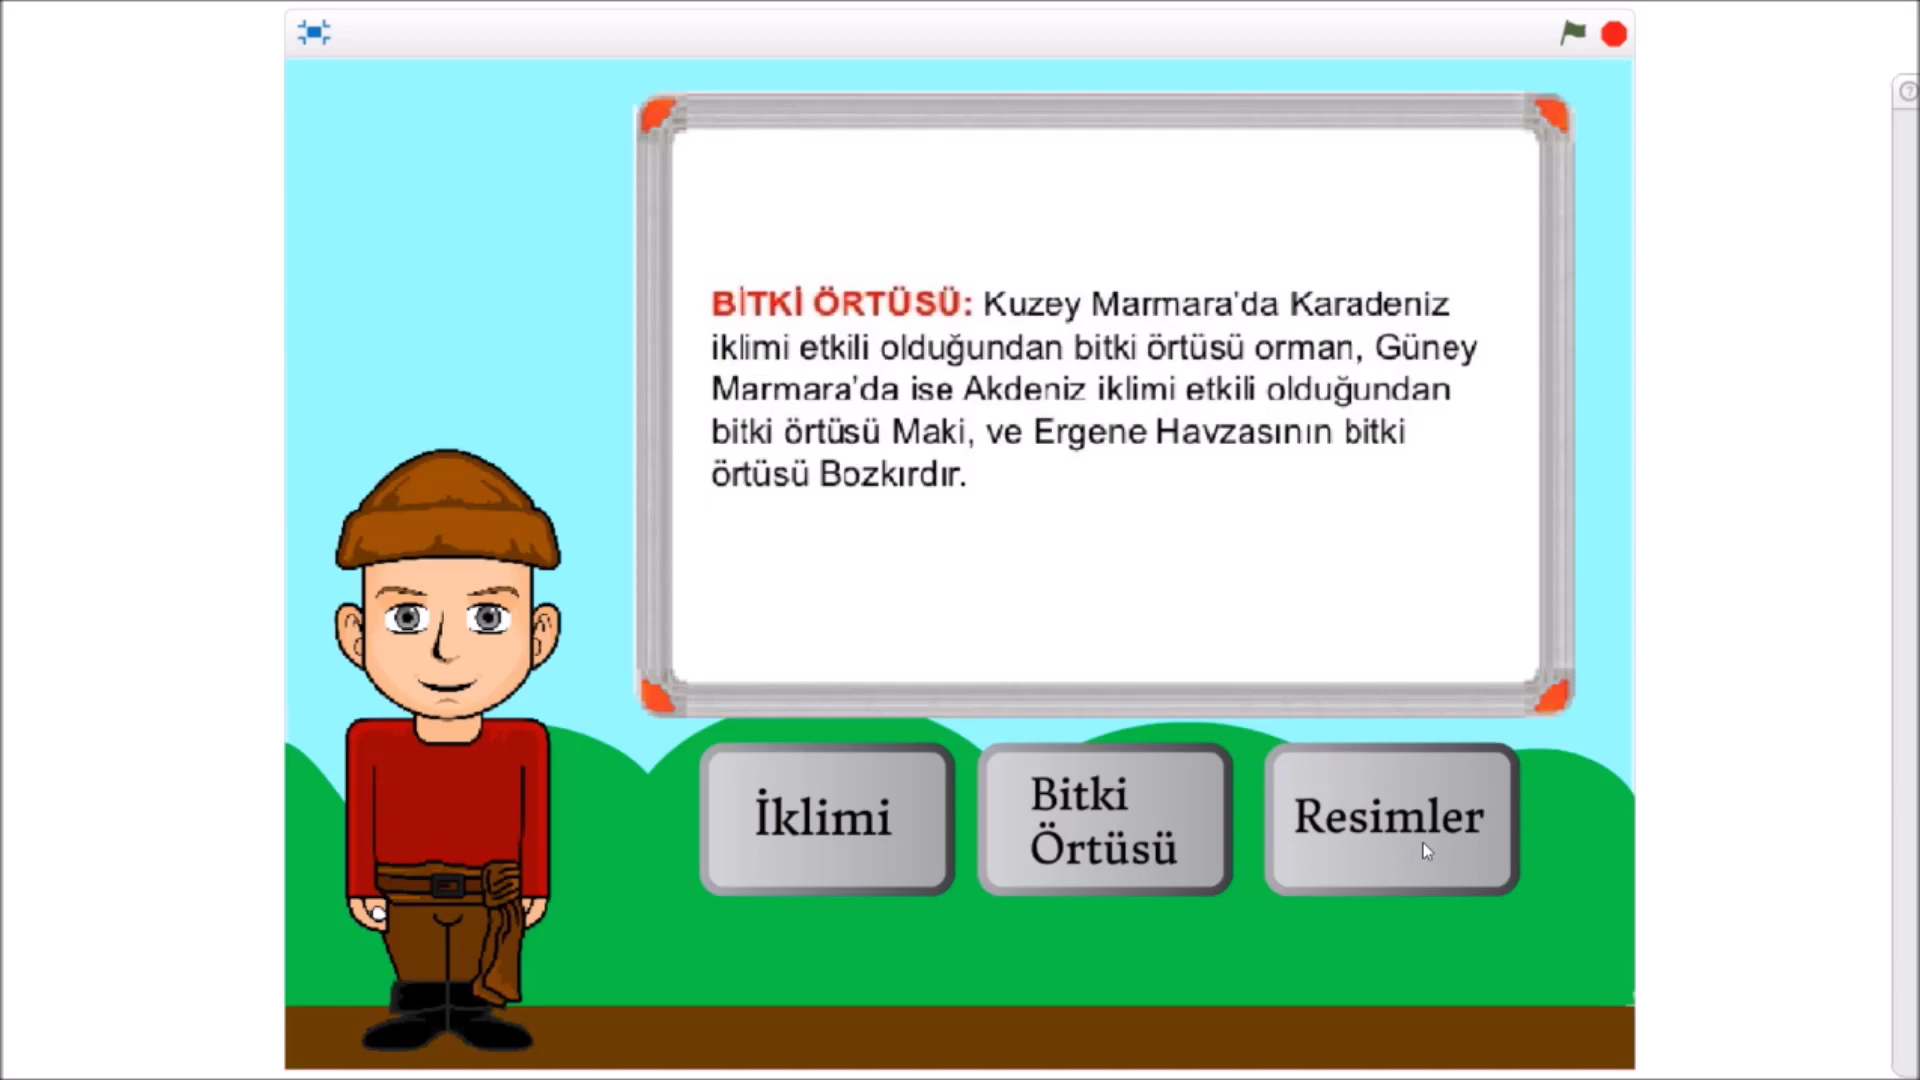 BİTKİ ÖRTÜSÜ: Kuzey Marmara'da Karadeniz
iklimi etkili olduğundan bitki örtüsü orman, Güney
Marmara'da ise Akdeniz iklimi etkili olduğundan
bitki örtüsü Maki, ve Ergene Havzasının bitki
örtüsü Bozkırdır.
İklimi
Bitki
Örtüsü
Resimler
?